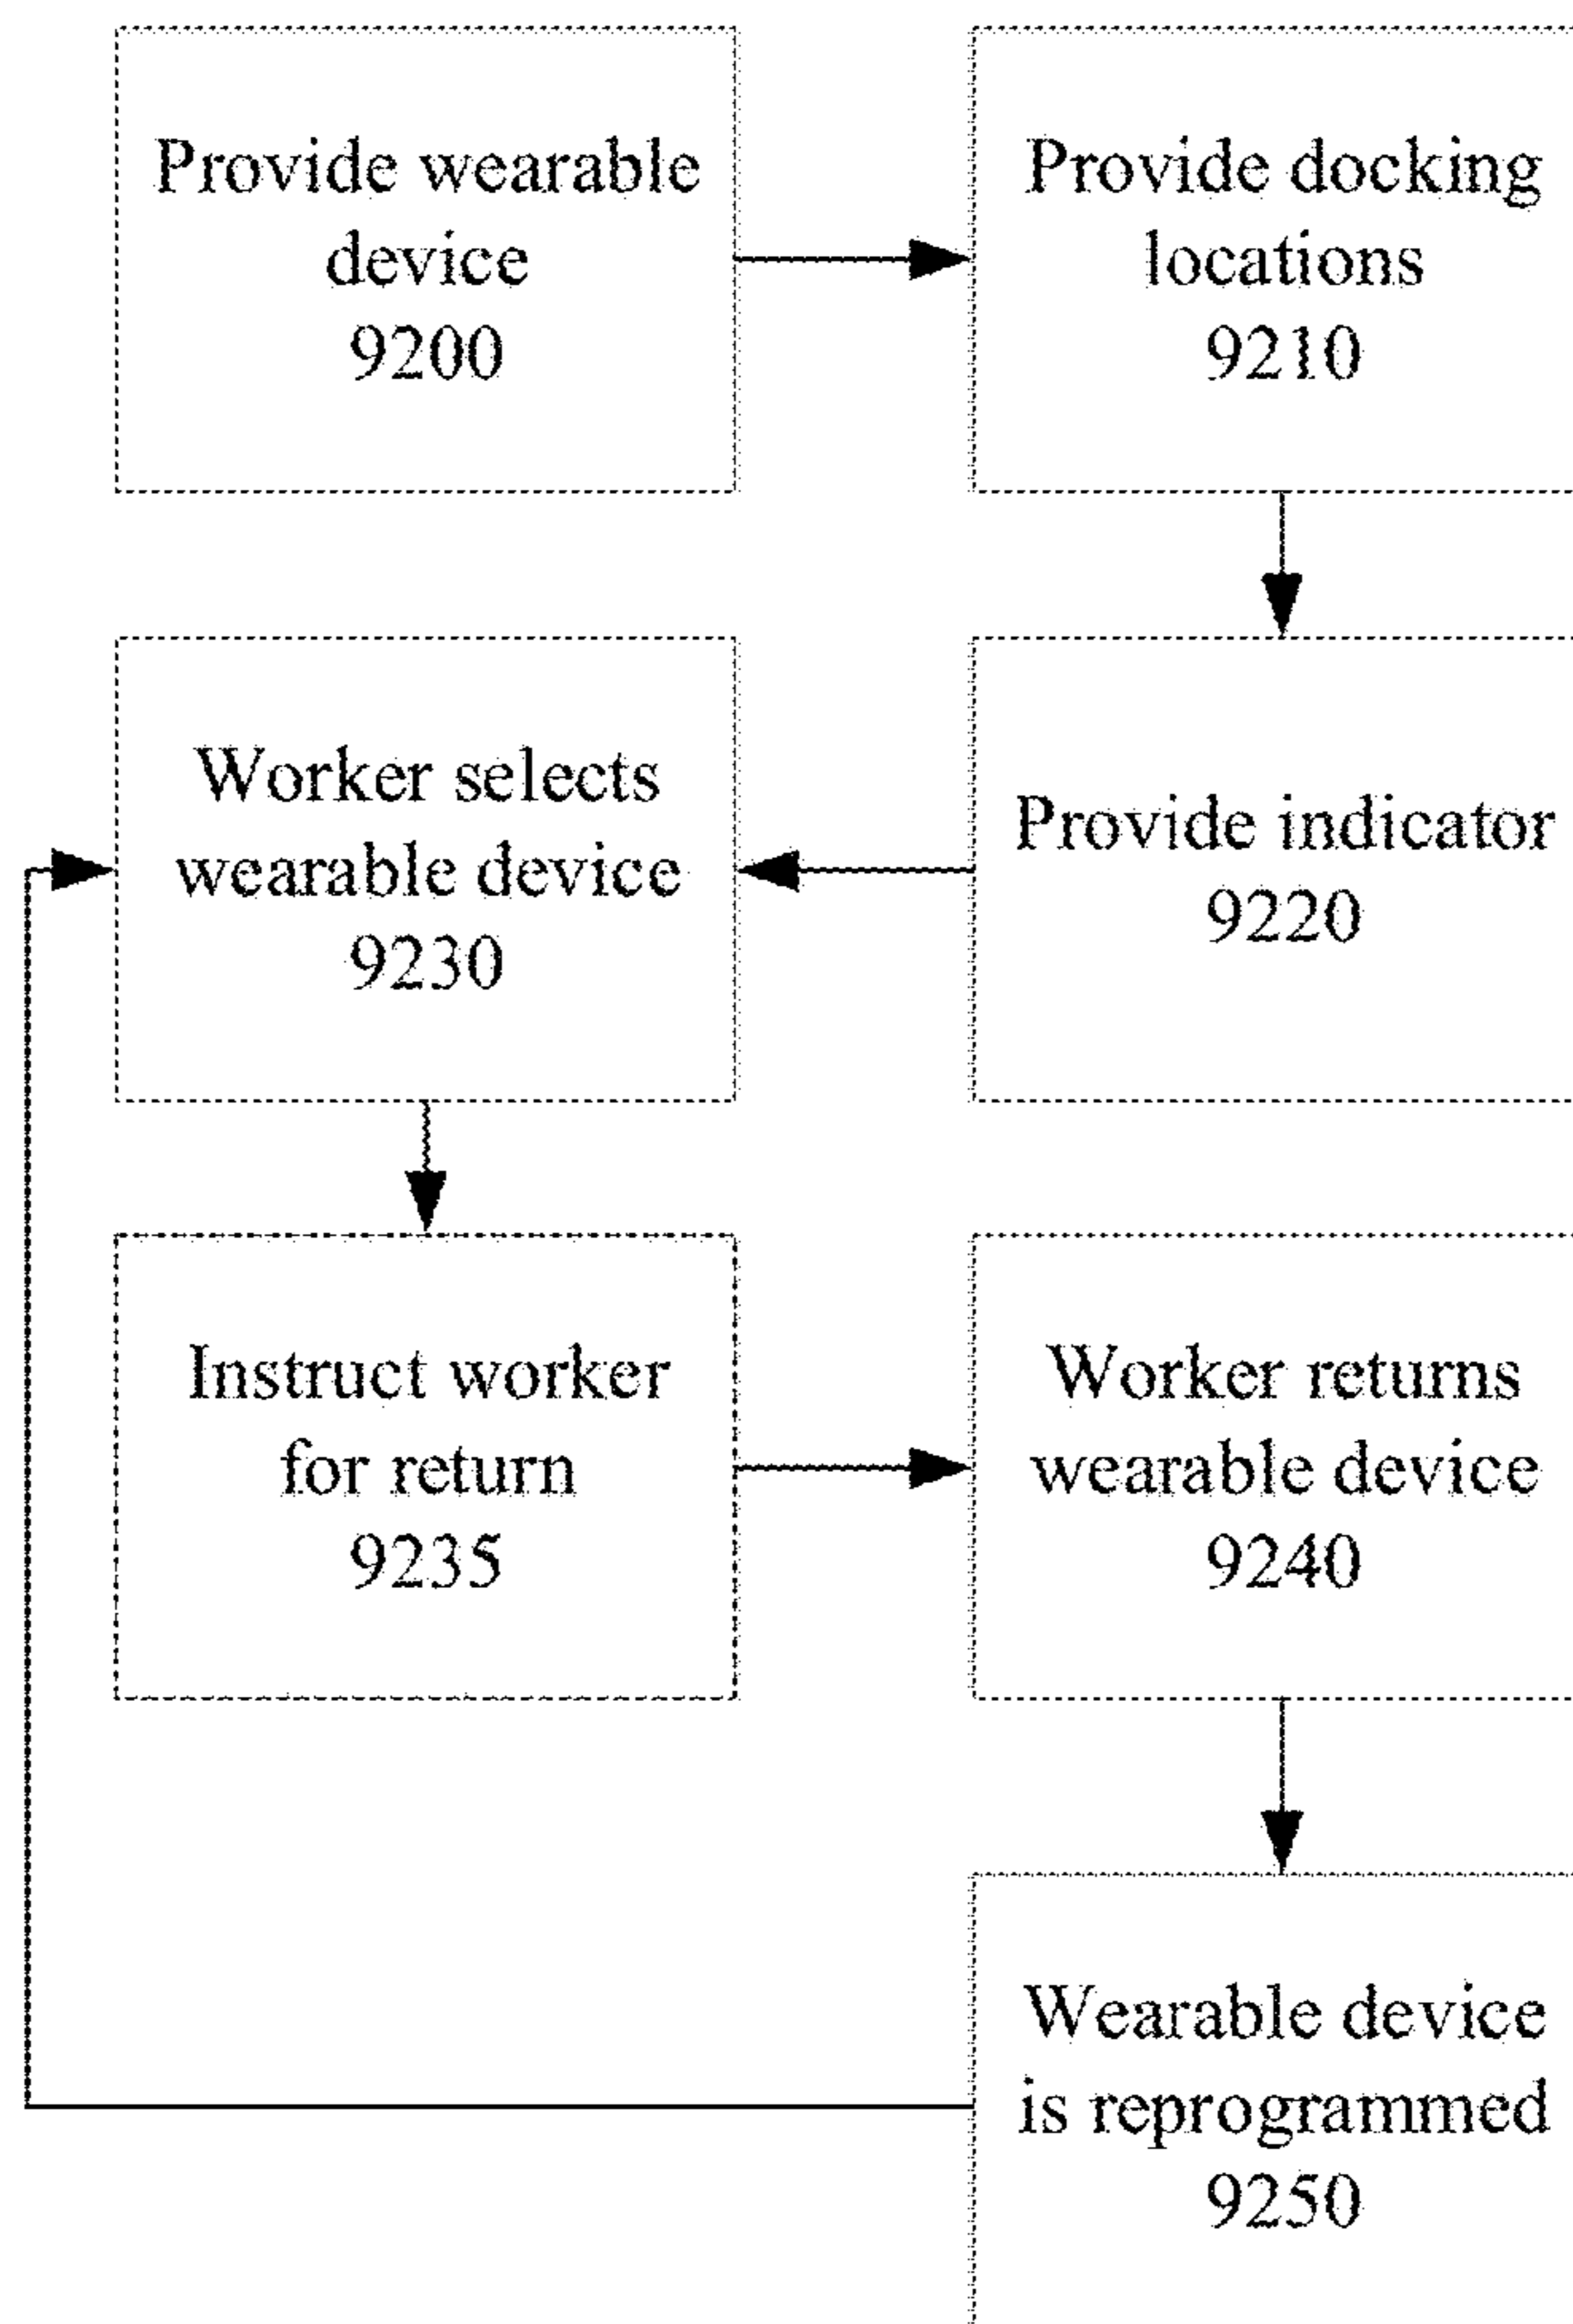 Provide wearable
device
9200
Provide docking
locations
9210
Worker selects
wearable device
9230
Provide indicator
9220
Instruct worker
for return
9235
Worker returns
wearable device
9240
Wearable device
is reprogrammed
9250